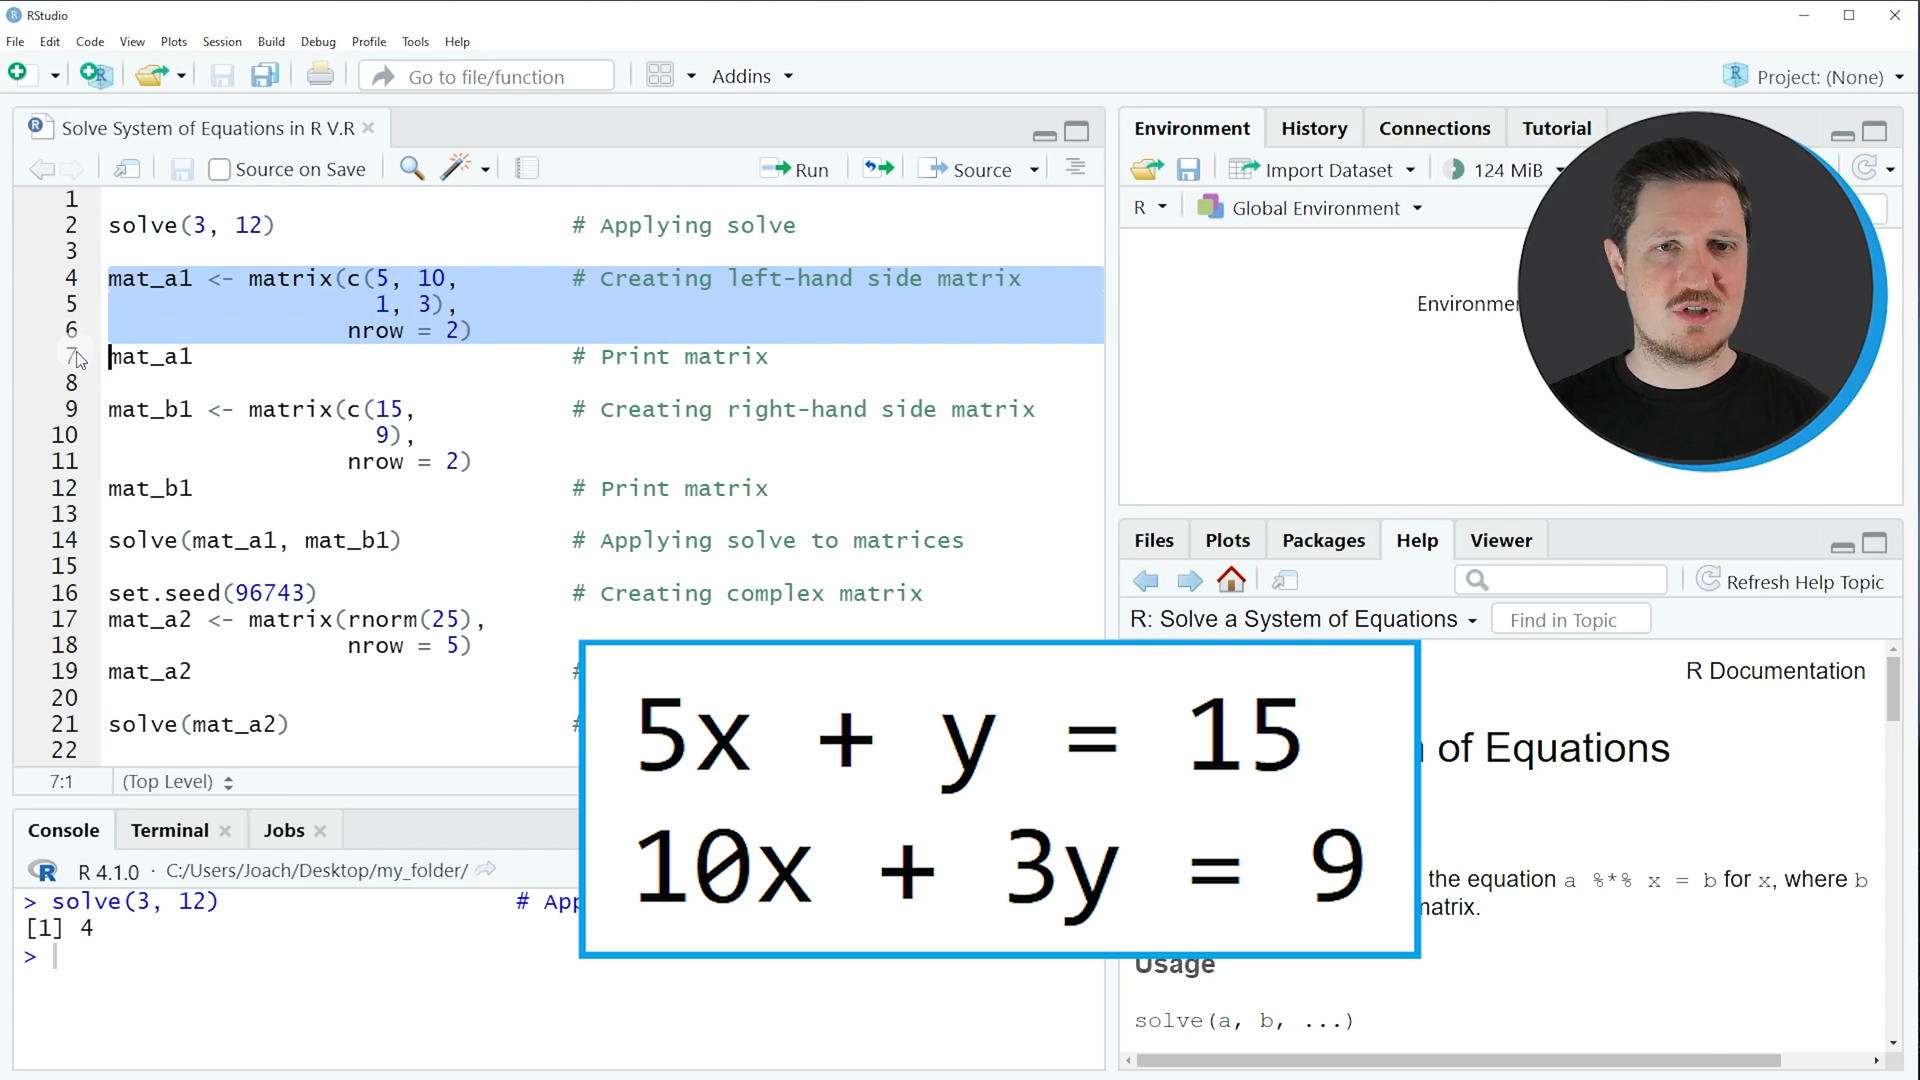 RStudio
File Edit Code View Plots Session Build Debug Profile Tools Help
Go to file/function
Addins
Project: (None)
Solve System of Equations in R V.R
Source on Save
Run
Source
1
2 solve(3, 12) # Applying solve
3
4 mat_a1 <- matrix(c(5, 10, # Creating left-hand side matrix
5 1, 3),
6 nrow = 2)
7 mat_a1 # Print matrix
8
9 mat_b1 <- matrix(c(15, # Creating right-hand side matrix
10 9),
11 nrow = 2)
12 mat_b1 # Print matrix
13
14 solve(mat_a1, mat_b1) # Applying solve to matrices
15
16 set.seed(96743) # Creating complex matrix
17 mat_a2 <- matrix(rnorm(25),
18 nrow = 5)
19 mat_a2 #
20
21 solve(mat_a2) #
22
7:1 (Top Level)
Console Terminal Jobs
R 4.1.0 · C:/Users/Joach/Desktop/my_folder/
> solve(3, 12) # App
[1] 4
>
5x + y = 15
10x + 3y = 9
Environment History Connections Tutorial
Import Dataset 124 MiB
R Global Environment
Files Plots Packages Help Viewer
Refresh Help Topic
R: Solve a System of Equations Find in Topic
R Documentation
of Equations
the equation a %*% x = b for x, where b
Usage
solve(a, b, ...)